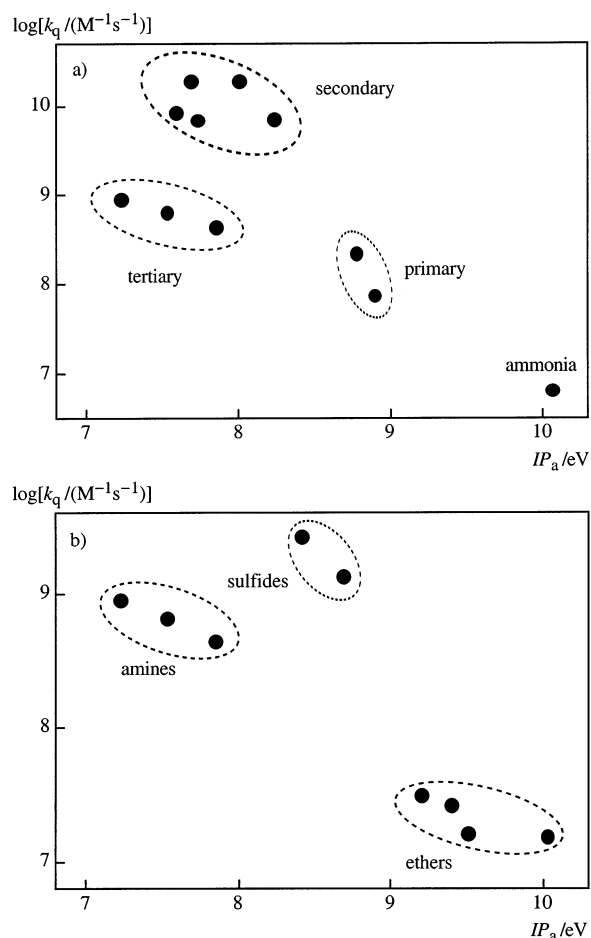 log[kq/(M⁻¹s⁻¹)]
a)
secondary
10
9
tertiary
primary
8
ammonia
7
7 8 9 10
IPa/eV
log[kq/(M⁻¹s⁻¹)]
b)
sulfides
9
amines
8
ethers
7
7 8 9 10
IPa/eV